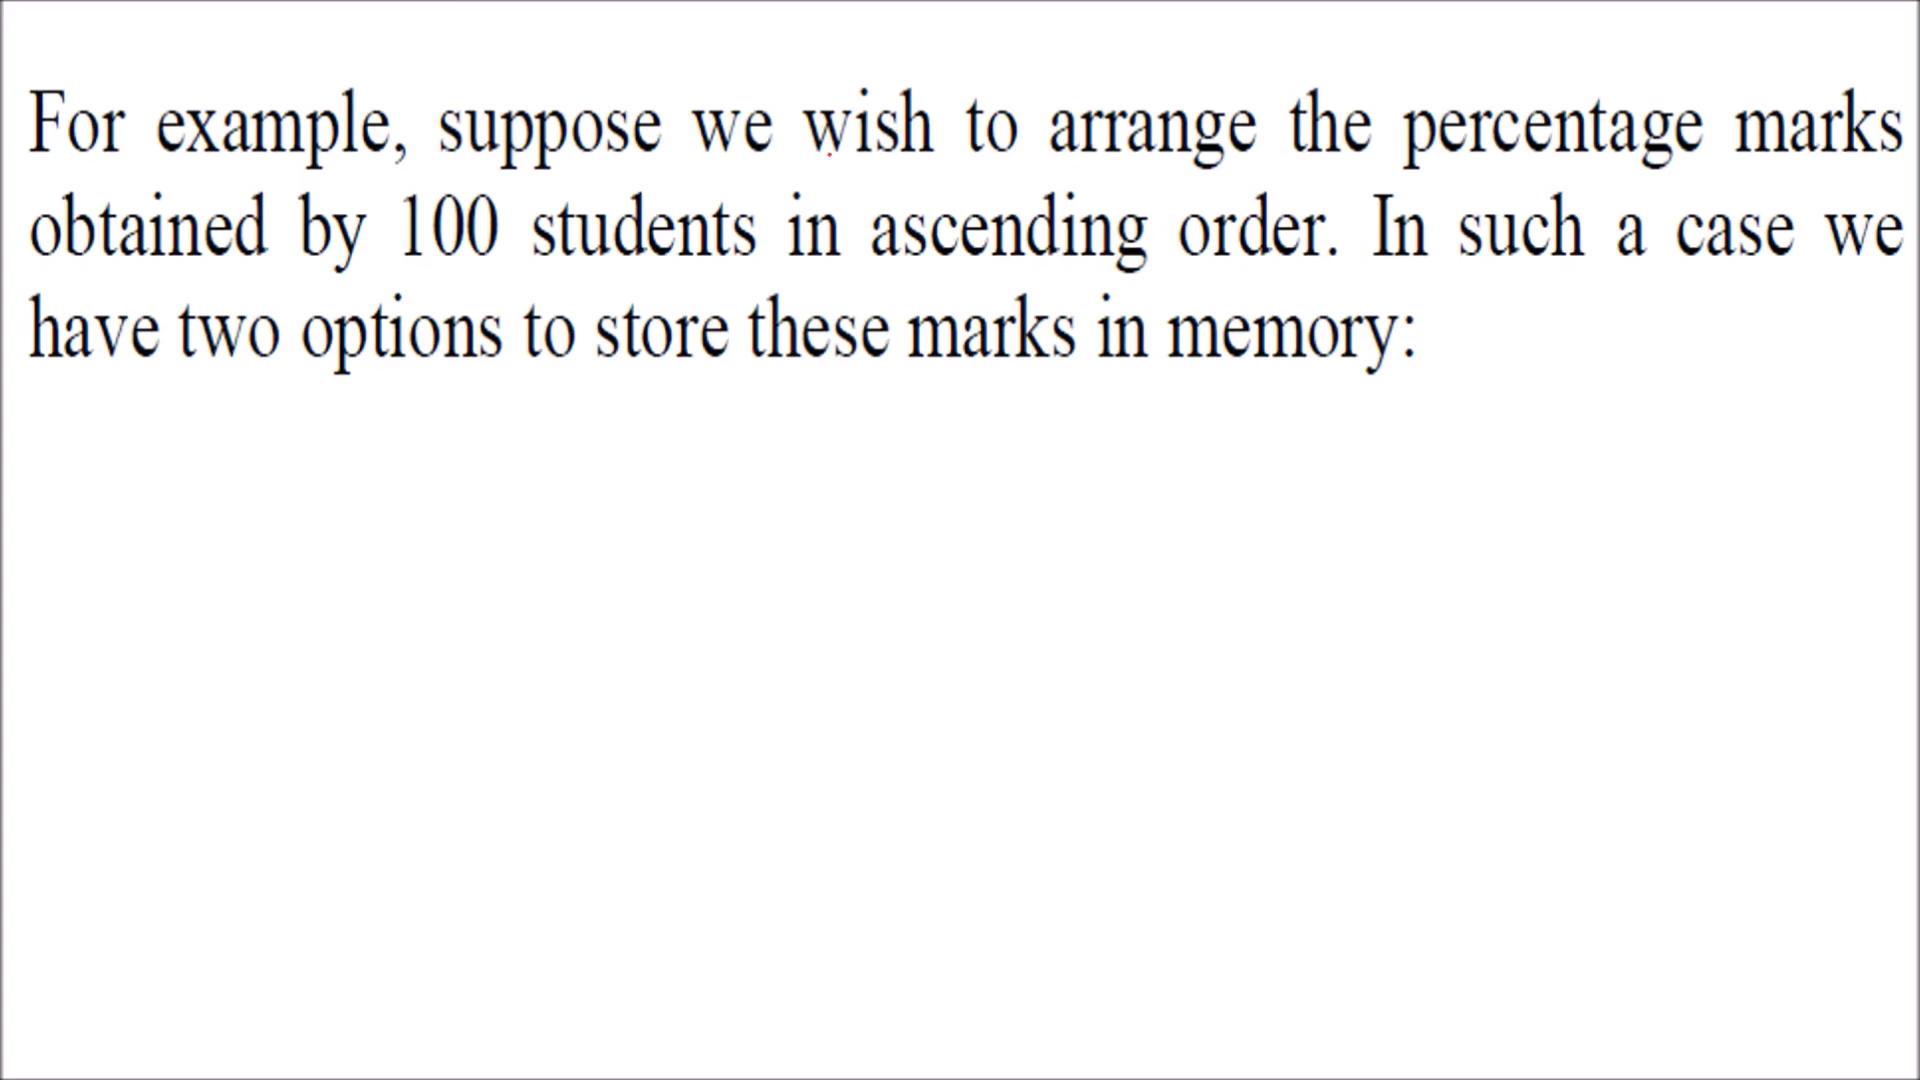 For example, suppose we wish to arrange the percentage marks
obtained by 100 students in ascending order. In such a case we
have two options to store these marks in memory: